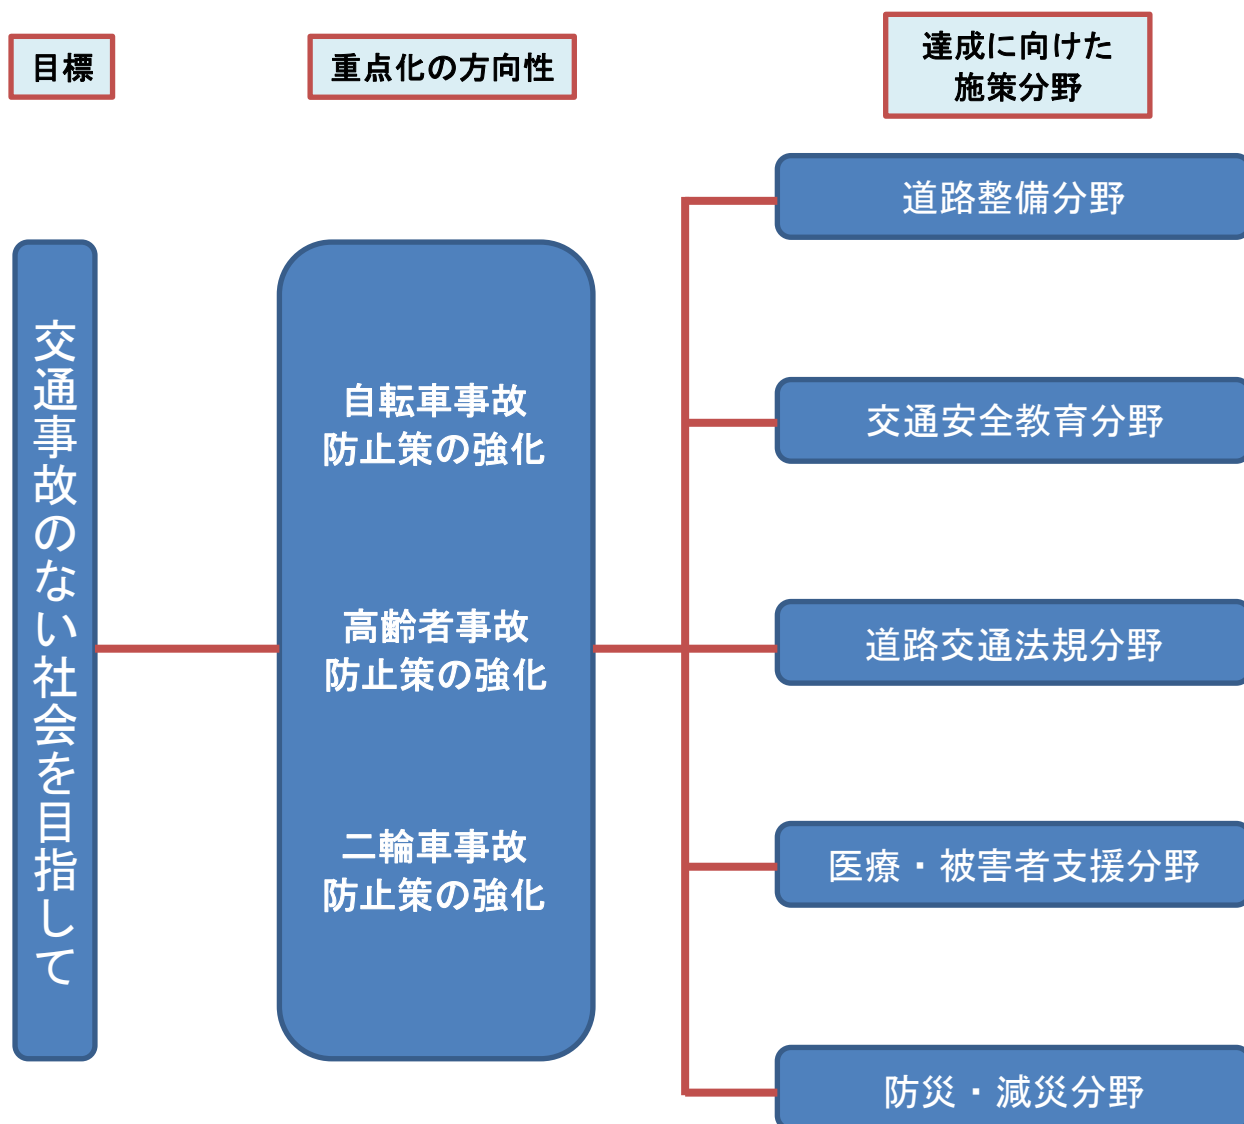 目標
重点化の方向性
達成に向けた
施策分野
交通事故のない社会を目指して
自転車事故
防止策の強化
高齢者事故
防止策の強化
二輪車事故
防止策の強化
道路整備分野
交通安全教育分野
道路交通法規分野
医療・被害者支援分野
防災・減災分野